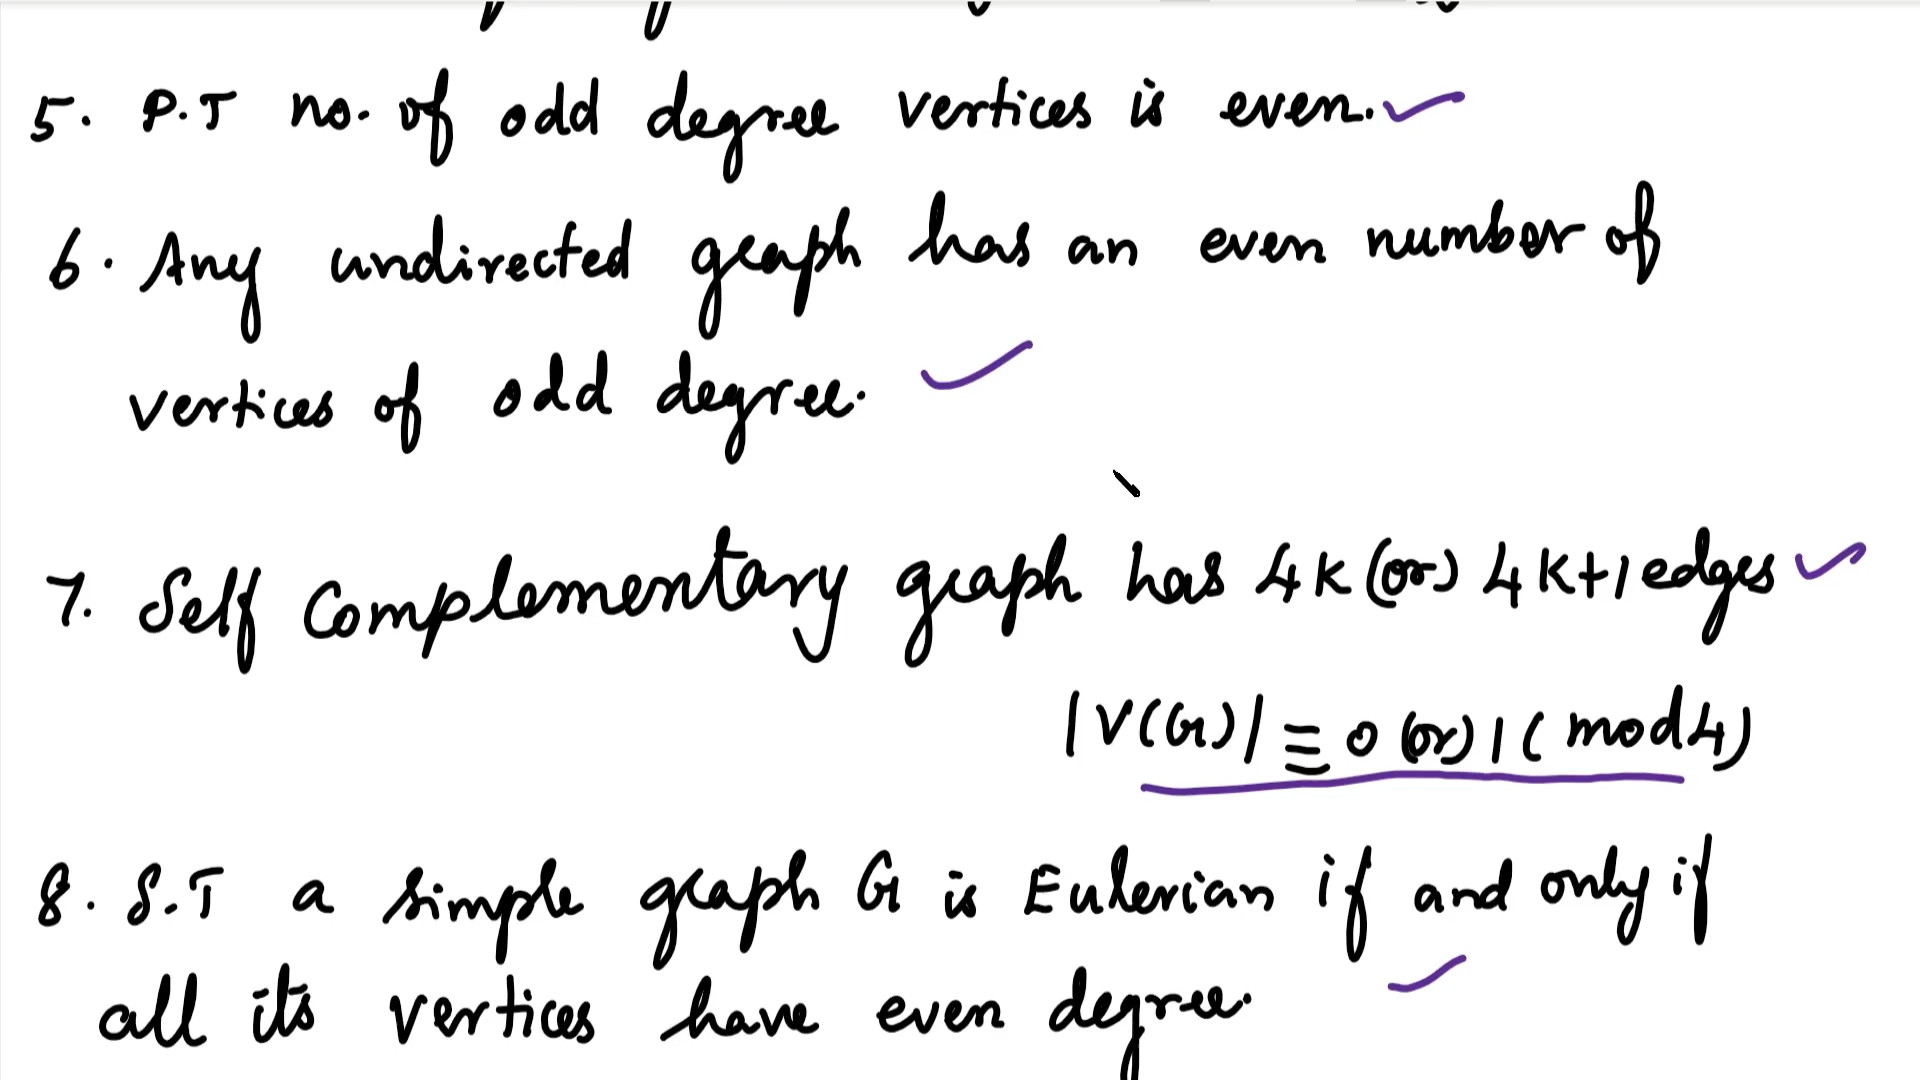 5. P.T no. of odd degree vertices is even.
6. Any undirected graph has an even number of
vertices of odd degree.
7. Self Complementary graph has 4K (or) 4K+1 edges
|V(G)| ≡ 0 (or) 1 ( mod 4)
8. S.T a simple graph G is Eulerian if and only if
all its vertices have even degree.